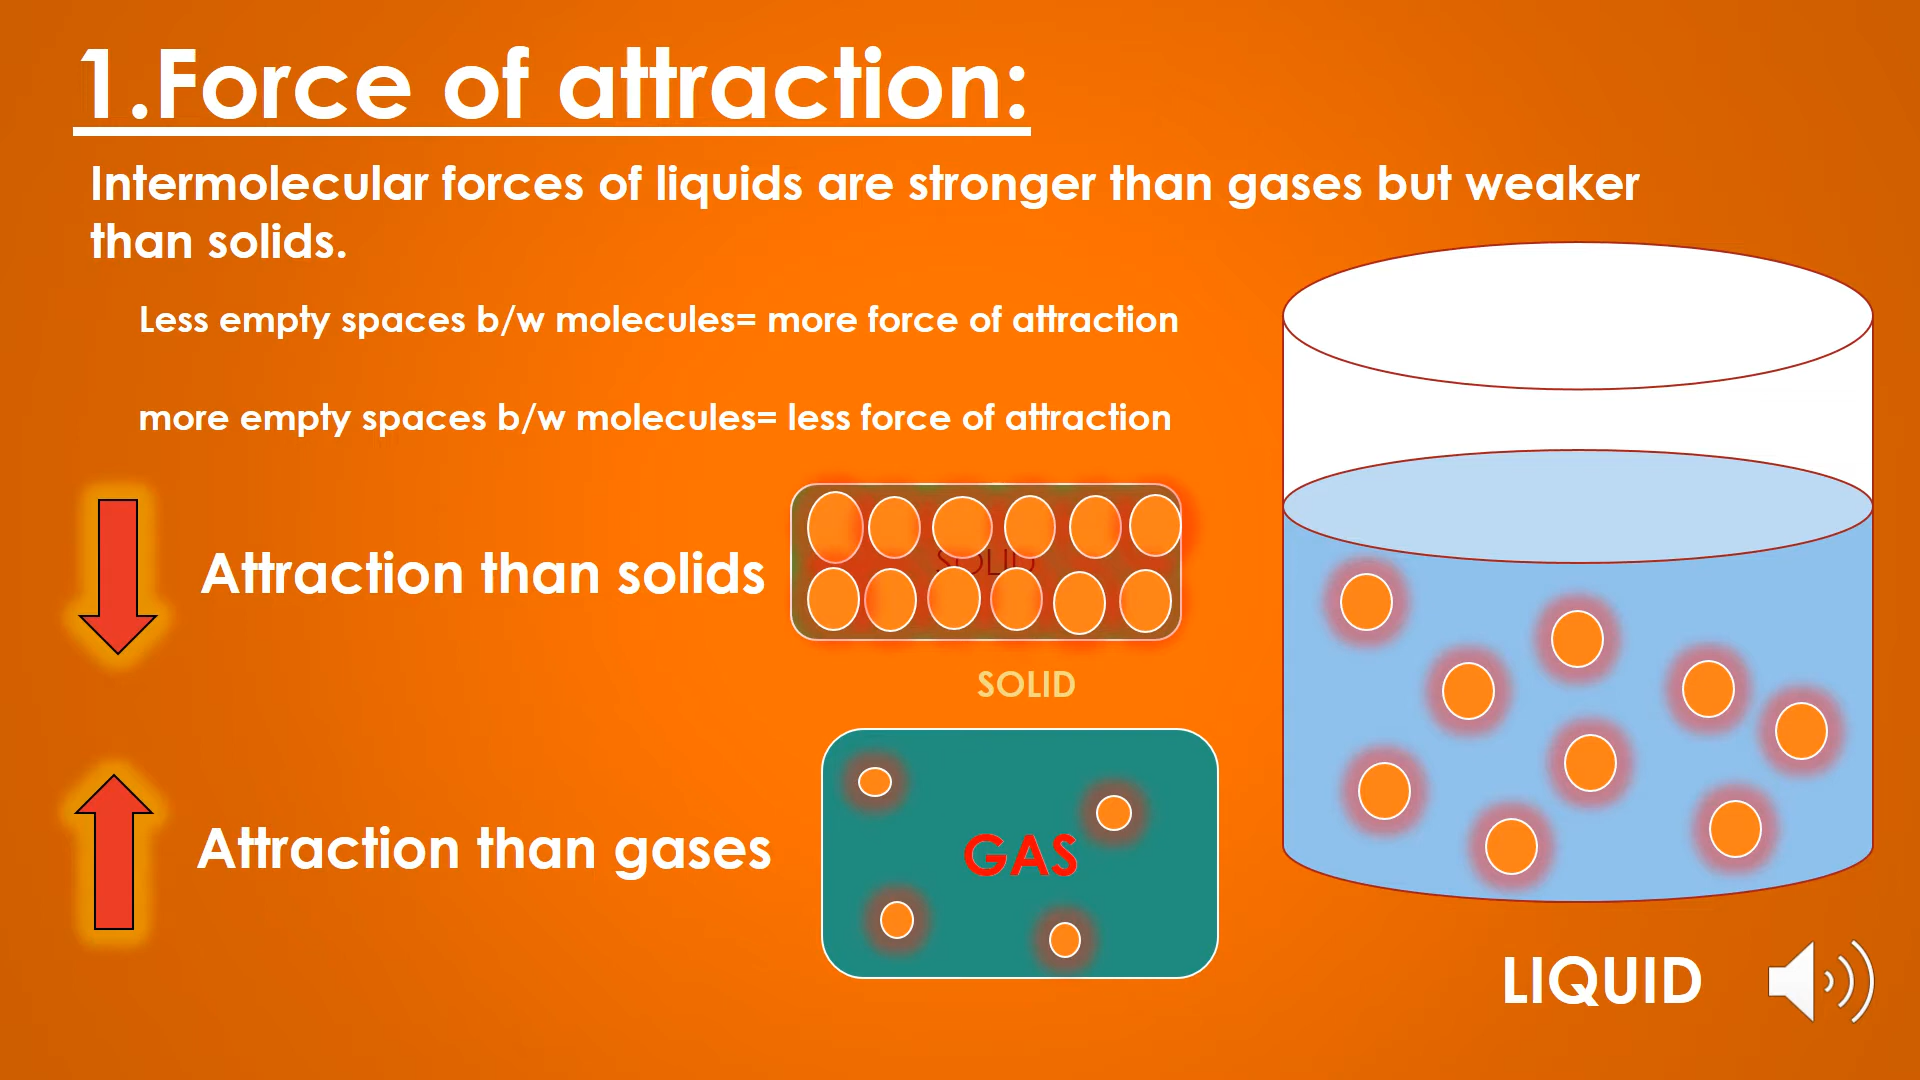 1.Force of attraction:
Intermolecular forces of liquids are stronger than gases but weaker
than solids.
Less empty spaces b/w molecules= more force of attraction
more empty spaces b/w molecules= less force of attraction
Attraction than solids
SOLID
SOLID
Attraction than gases
GAS
LIQUID